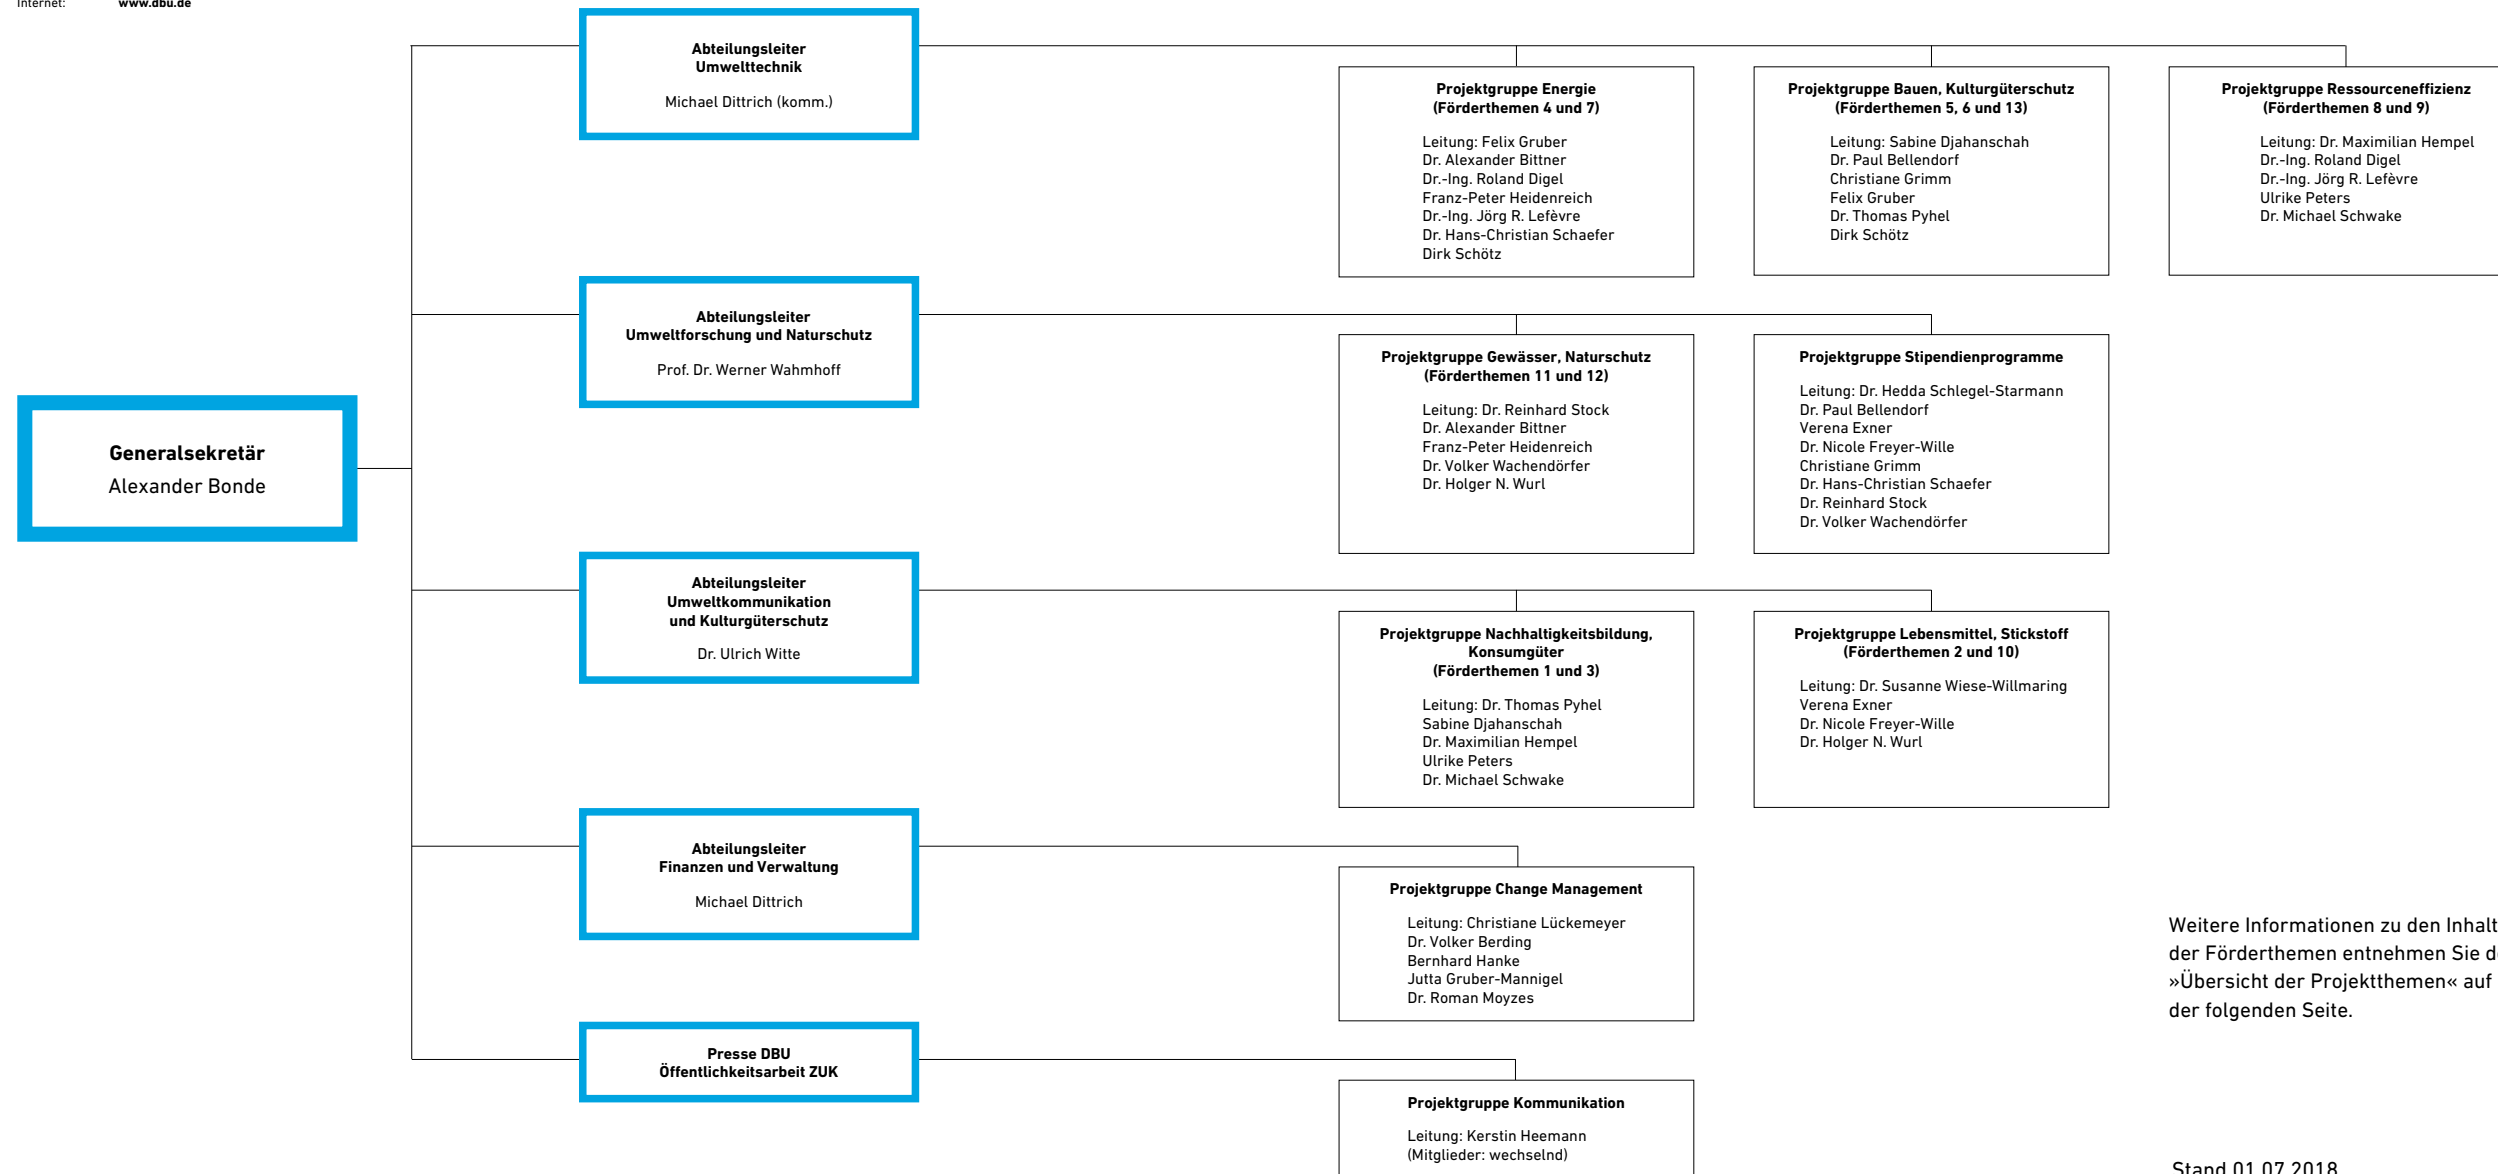 Internet: www.dbu.de
Abteilungsleiter
Umwelttechnik
Michael Dittrich (komm.)
Projektgruppe Energie
(Förderthemen 4 und 7)
Leitung: Felix Gruber
Dr. Alexander Bittner
Dr.-Ing. Roland Digel
Franz-Peter Heidenreich
Dr.-Ing. Jörg R. Lefèvre
Dr. Hans-Christian Schaefer
Dirk Schötz
Projektgruppe Bauen, Kulturgüterschutz
(Förderthemen 5, 6 und 13)
Leitung: Sabine Djahanschah
Dr. Paul Bellendorf
Christiane Grimm
Felix Gruber
Dr. Thomas Pyhel
Dirk Schötz
Projektgruppe Ressourceneffizienz
(Förderthemen 8 und 9)
Leitung: Dr. Maximilian Hempel
Dr.-Ing. Roland Digel
Dr.-Ing. Jörg R. Lefèvre
Ulrike Peters
Dr. Michael Schwake
Abteilungsleiter
Umweltforschung und Naturschutz
Prof. Dr. Werner Wahmhoff
Projektgruppe Gewässer, Naturschutz
(Förderthemen 11 und 12)
Leitung: Dr. Reinhard Stock
Dr. Alexander Bittner
Franz-Peter Heidenreich
Dr. Volker Wachendörfer
Dr. Holger N. Wurl
Projektgruppe Stipendienprogramme
Leitung: Dr. Hedda Schlegel-Starmann
Dr. Paul Bellendorf
Verena Exner
Dr. Nicole Freyer-Wille
Christiane Grimm
Dr. Hans-Christian Schaefer
Dr. Reinhard Stock
Dr. Volker Wachendörfer
Generalsekretär
Alexander Bonde
Abteilungsleiter
Umweltkommunikation
und Kulturgüterschutz
Dr. Ulrich Witte
Projektgruppe Nachhaltigkeitsbildung,
Konsumgüter
(Förderthemen 1 und 3)
Leitung: Dr. Thomas Pyhel
Sabine Djahanschah
Dr. Maximilian Hempel
Ulrike Peters
Dr. Michael Schwake
Projektgruppe Lebensmittel, Stickstoff
(Förderthemen 2 und 10)
Leitung: Dr. Susanne Wiese-Willmaring
Verena Exner
Dr. Nicole Freyer-Wille
Dr. Holger N. Wurl
Abteilungsleiter
Finanzen und Verwaltung
Michael Dittrich
Projektgruppe Change Management
Leitung: Christiane Lückemeyer
Dr. Volker Berding
Bernhard Hanke
Jutta Gruber-Mannigel
Dr. Roman Moyzes
Weitere Informationen zu den Inhalt
der Förderthemen entnehmen Sie d
»Übersicht der Projektthemen« auf
der folgenden Seite.
Presse DBU
Öffentlichkeitsarbeit ZUK
Projektgruppe Kommunikation
Leitung: Kerstin Heemann
(Mitglieder: wechselnd)
Stand 01.07.2018